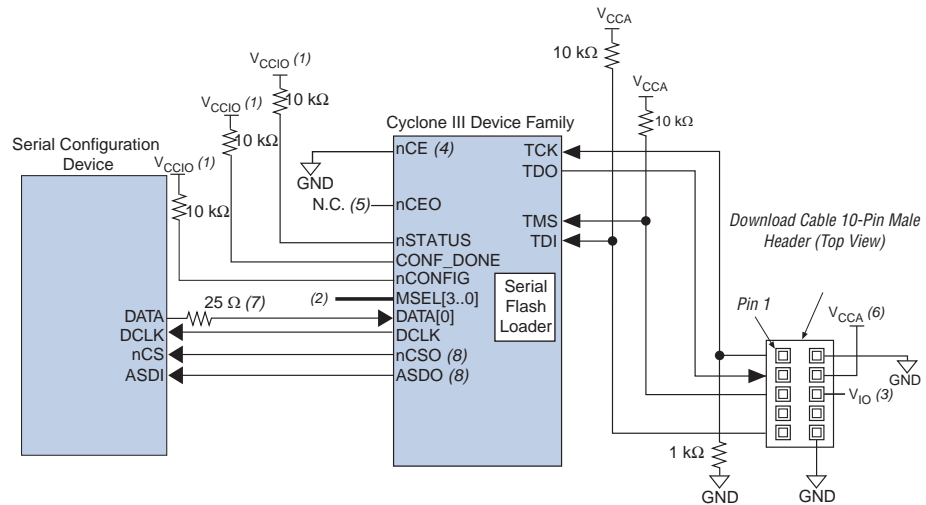 VCCA
10 kΩ
VCCIO (1)
10 kΩ
VCCA
10 kΩ
VCCIO (1)
10 kΩ
Cyclone III Device Family
Serial Configuration
Device
VCCIO (1)
10 kΩ
nCE (4)
GND
N.C. (5)
nCEO
nSTATUS
CONF_DONE
nCONFIG
(2)
MSEL[3..0]
DATA
25 Ω (7)
DATA[0]
DCLK
DCLK
nCS
nCSO (8)
ASDI
ASDO (8)
TCK
TDO
TMS
TDI
Serial
Flash
Loader
Download Cable 10-Pin Male
Header (Top View)
Pin 1
VCCA (6)
GND
VIO (3)
1 kΩ
GND
GND